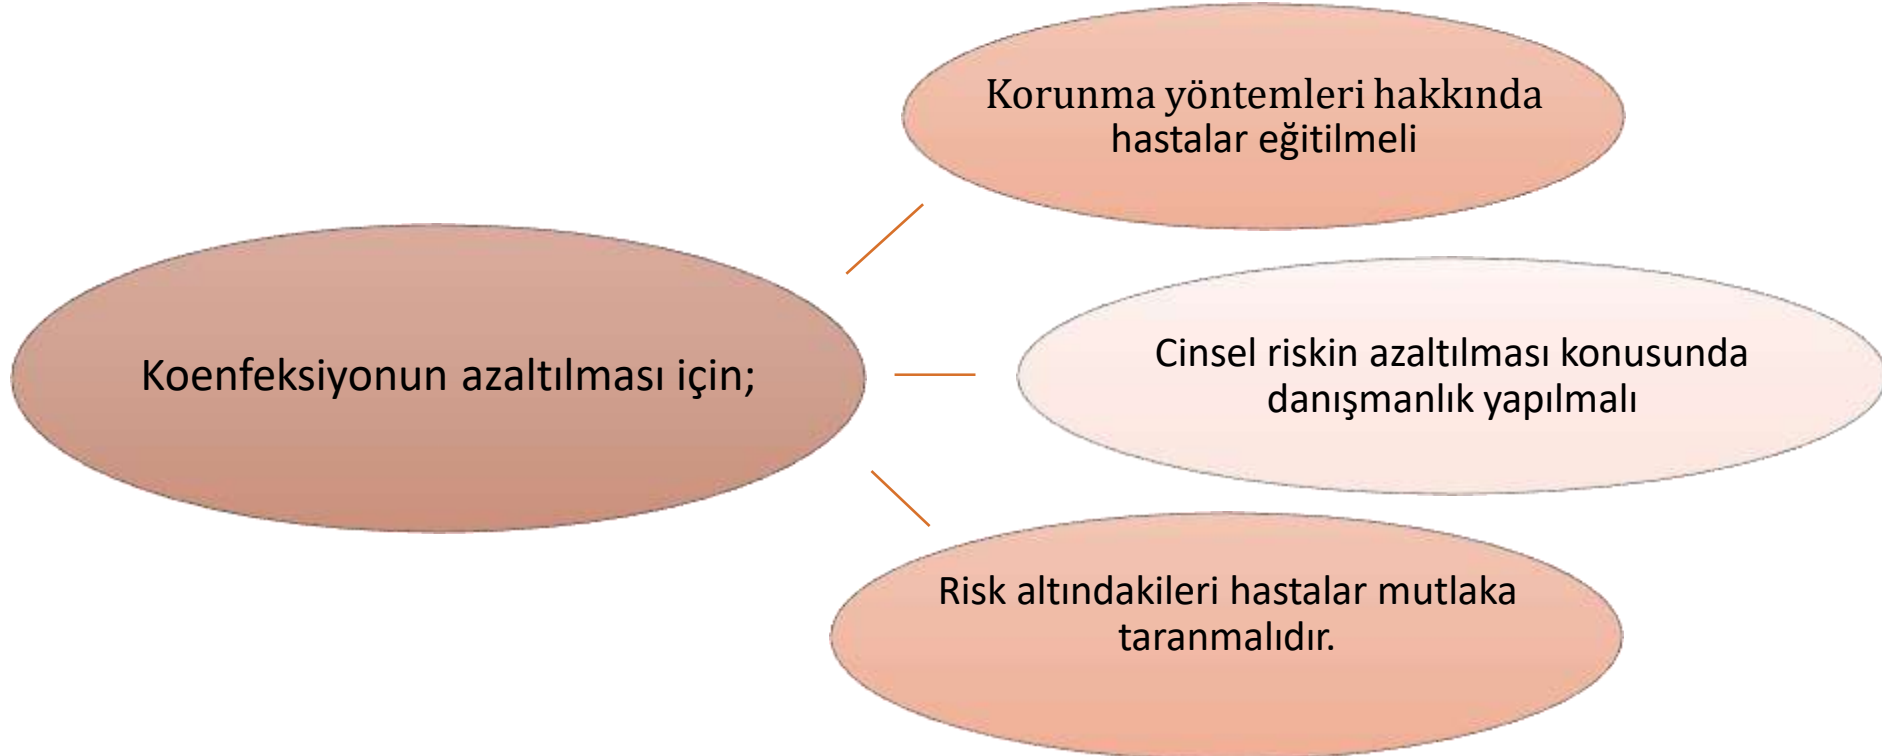 Korunma yöntemleri hakkında
hastalar eğitilmeli
Koenfeksiyonun azaltılması için;
Cinsel riskin azaltılması konusunda
danışmanlık yapılmalı
Risk altındakileri hastalar mutlaka
taranmalıdır.